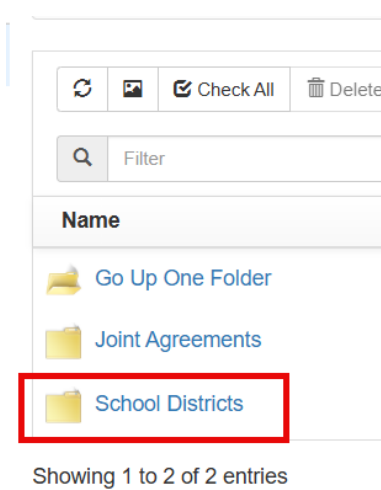 Check All Delete
Filter
Name
Go Up One Folder
Joint Agreements
School Districts
Showing 1 to 2 of 2 entries